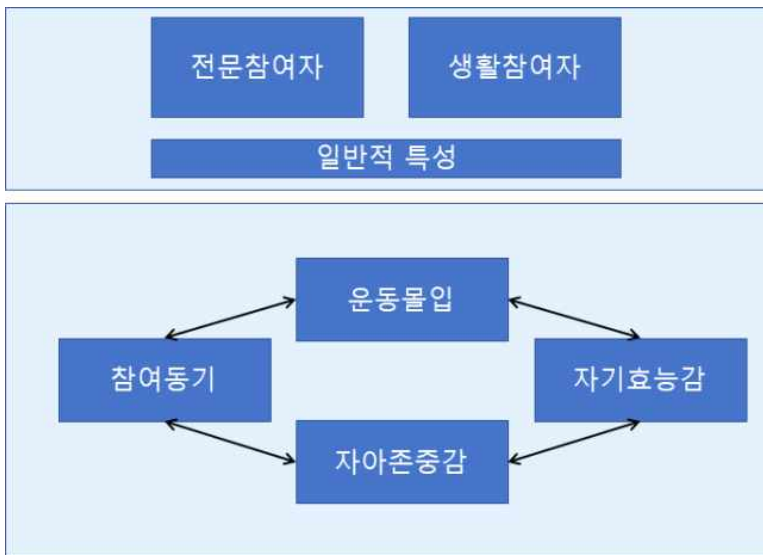 전문참여자
생활참여자
일반적 특성
운동몰입
참여동기
자기효능감
자아존중감